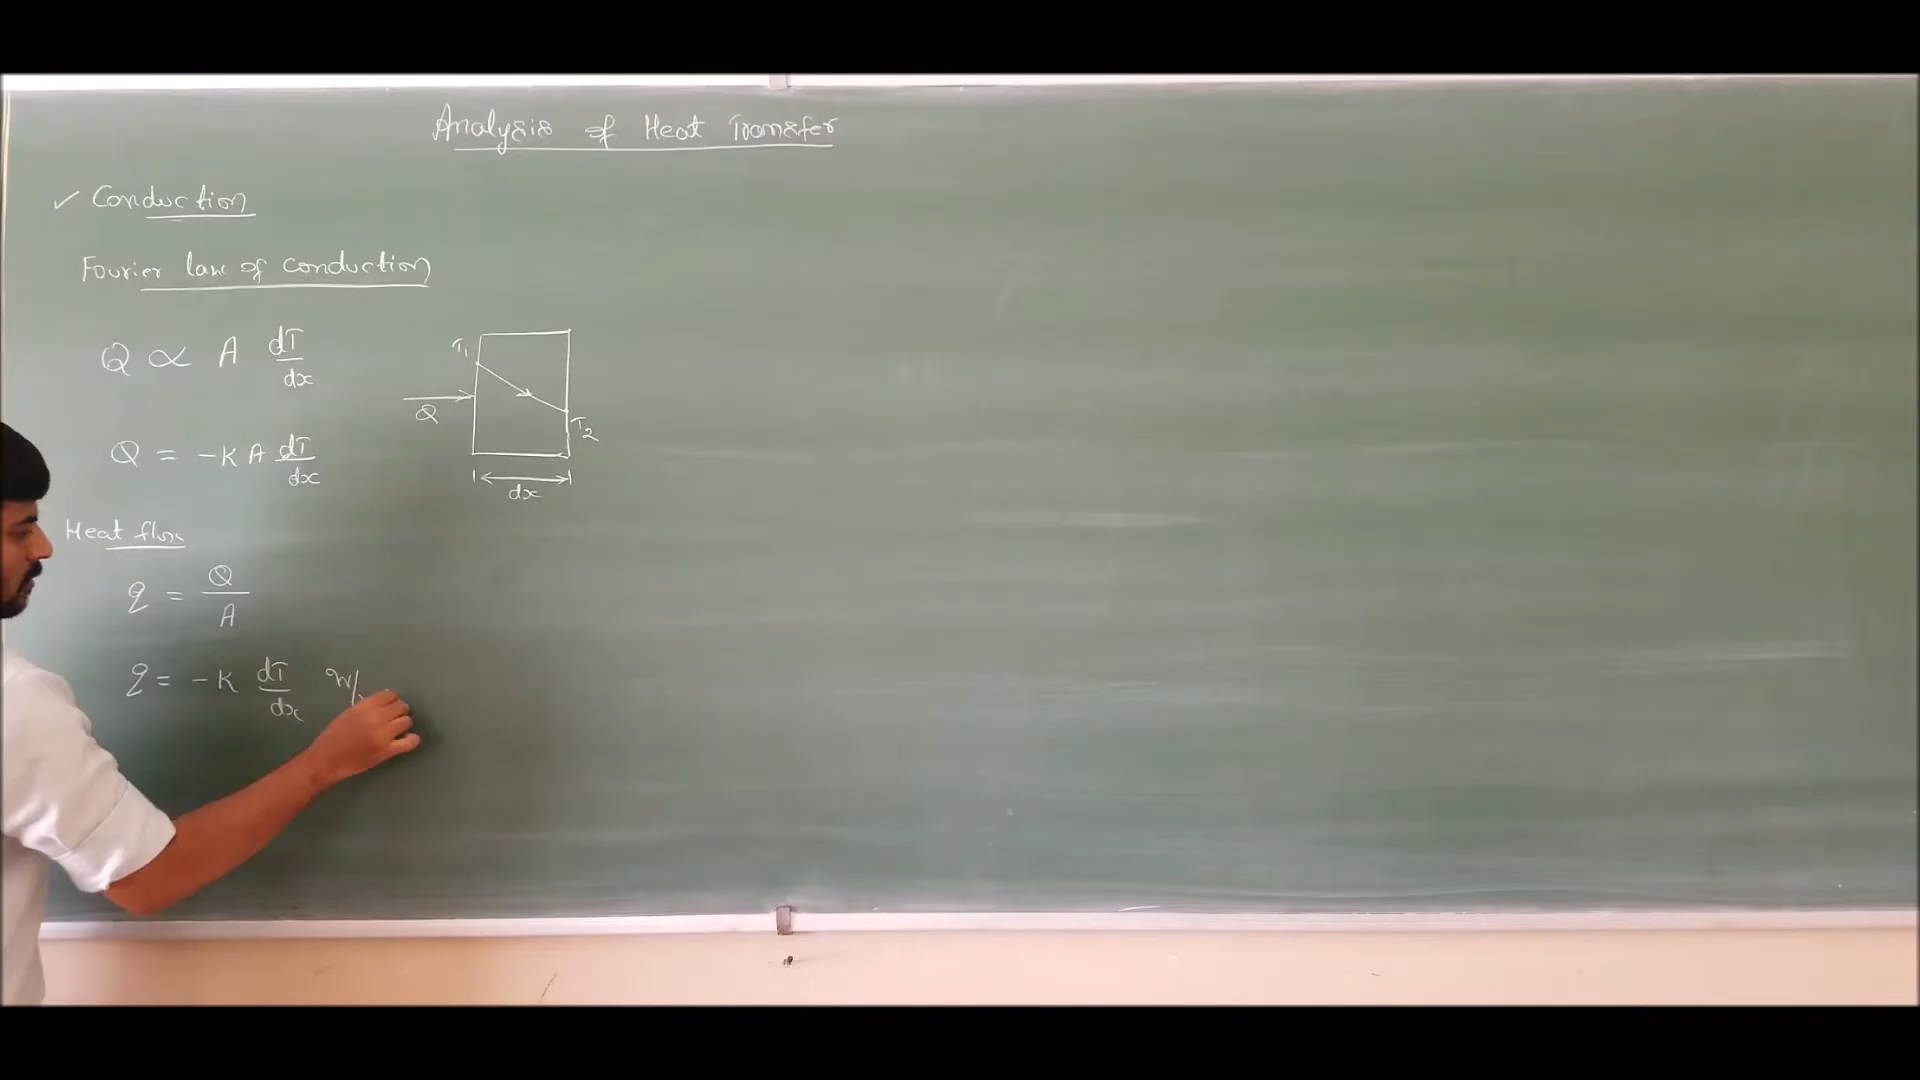 Analysis of Heat Transfer
✓ Conduction
Fourier law of conduction
Q ∝ A dT/dx
Q = -K A dT/dx
T1
Q
T2
dx
Heat flux
q = Q/A
q = -K dT/dx W/